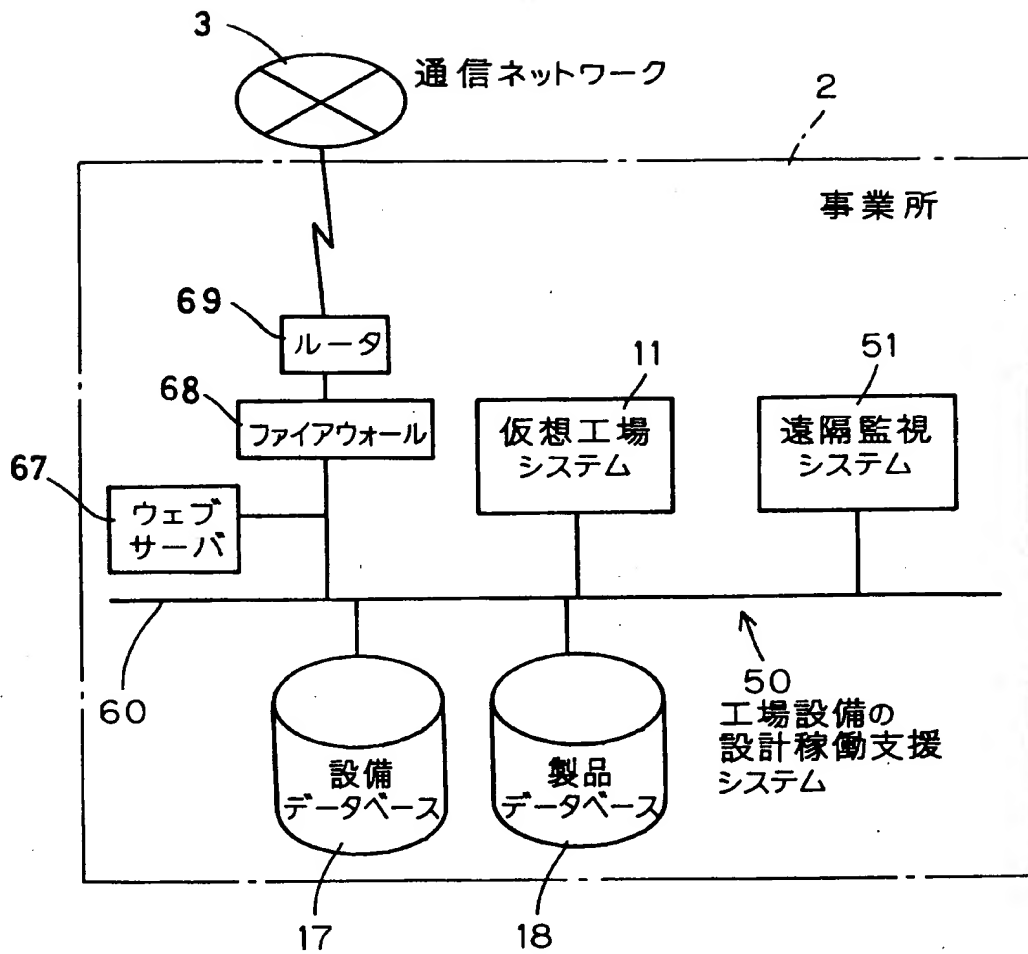 3
通信ネットワーク
2
事業所
69
ルータ
68
ファイアウォール
67
ウェブ
サーバ
11
仮想工場
システム
51
遠隔監視
システム
60
50
工場設備の
設計稼働支援
システム
設備
データベース
製品
データベース
17
18